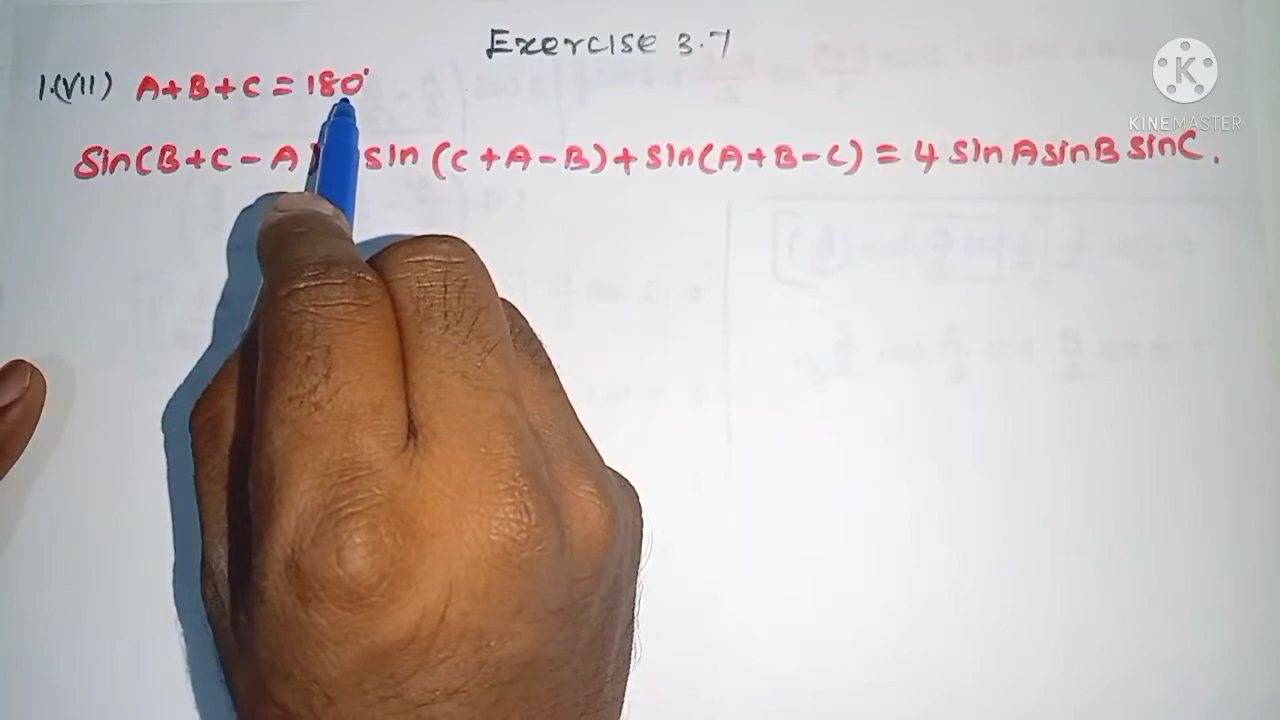 Exercise 3.7
1.(VII) A+B+C = 180°
Sin(B+C-A) sin (C+A-B)+sin(A+B-C) = 4 sinA sinB sinC.
K
KINEMASTER